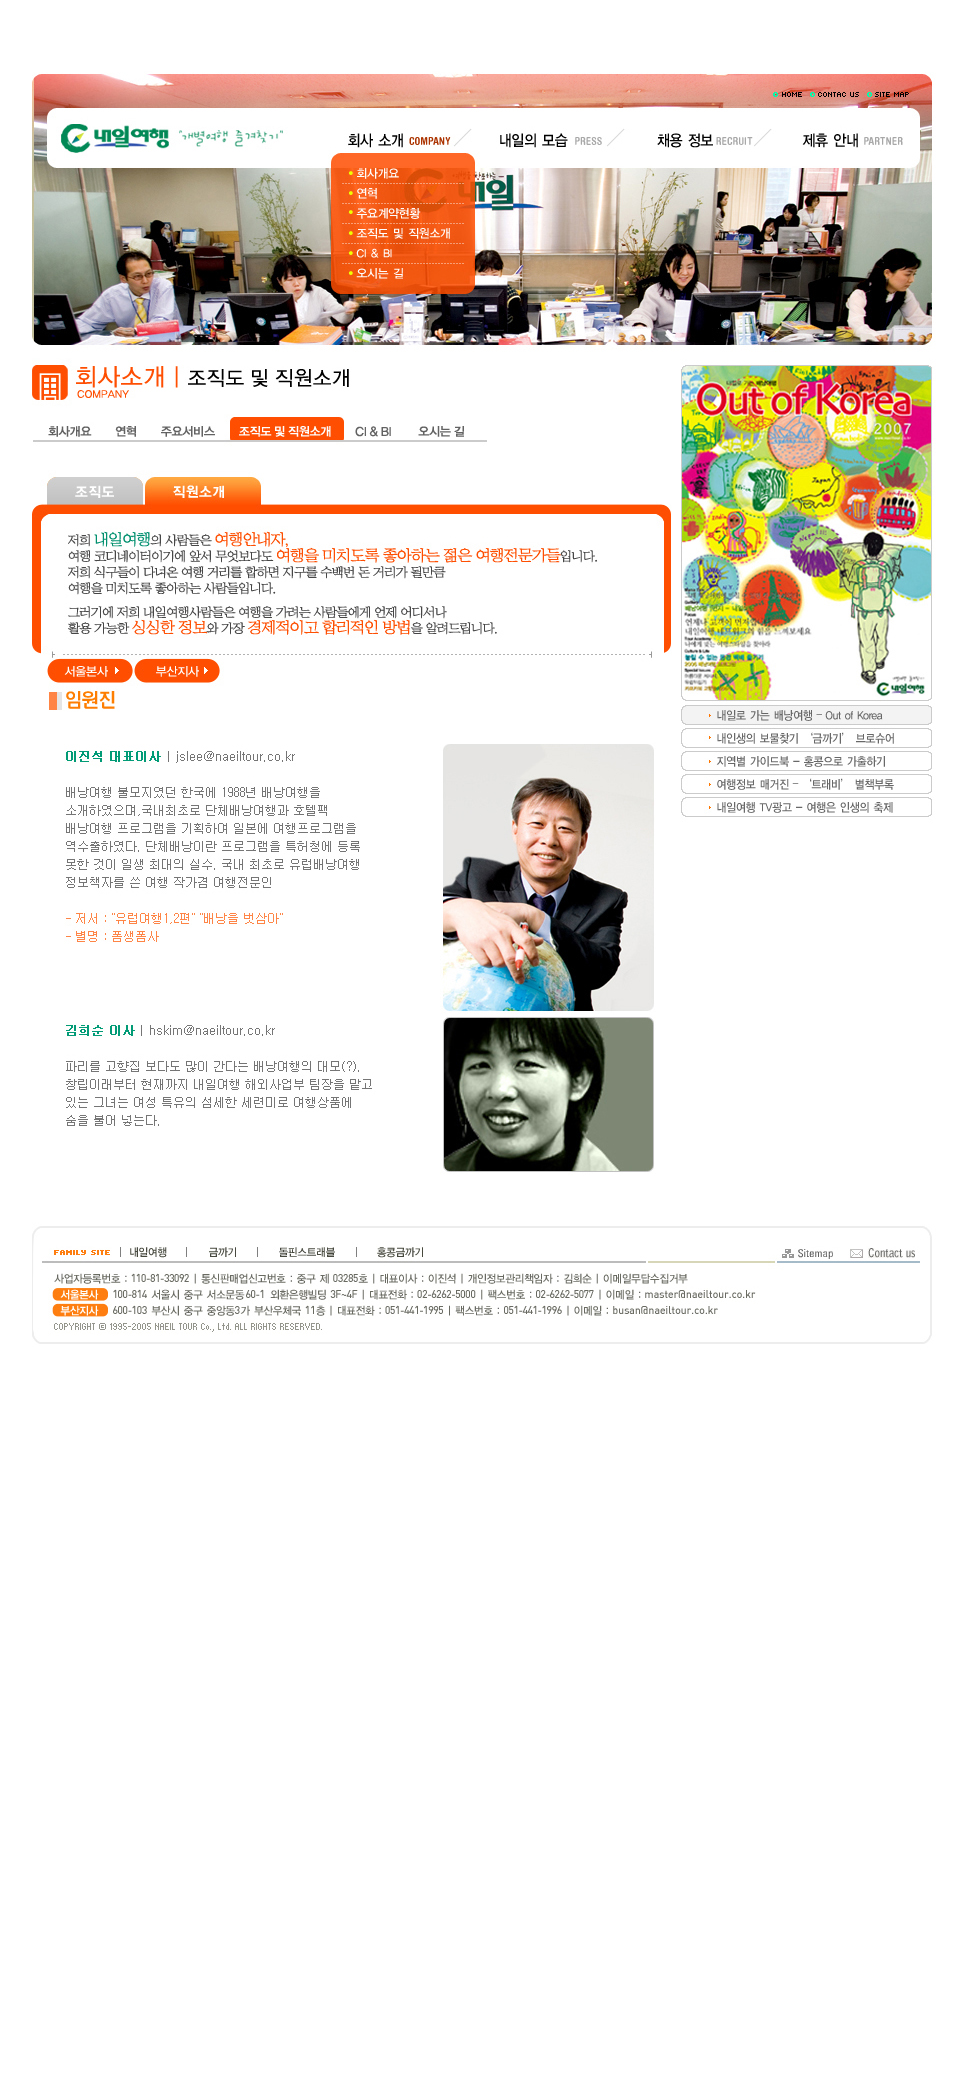 HOME CONTAC US SITE MAP
내일여행 "개별여행 즐겨찾기"
회사 소개 COMPANY 내일의 모습 PRESS 채용 정보 RECRUIT 제휴 안내 PARTNER
회사개요
연혁
주요계약현황
조직도 및 직원소개
CI & BI
오시는 길
내일
회사소개 | 조직도 및 직원소개
COMPANY
회사개요 연혁 주요서비스 조직도 및 직원소개 CI & BI 오시는 길
조직도 직원소개
저희 내일여행의 사람들은 여행안내자,
여행 코디네이터이기에 앞서 무엇보다도 여행을 미치도록 좋아하는 젊은 여행전문가들입니다.
저희 식구들이 다녀온 여행 거리를 합하면 지구를 수백번 돈 거리가 될만큼
여행을 미치도록 좋아하는 사람들입니다.
그러기에 저희 내일여행사람들은 여행을 가려는 사람들에게 언제 어디서나
활용 가능한 싱싱한 정보와 가장 경제적이고 합리적인 방법을 알려드립니다.
서울본사 부산지사
임원진
이진석 대표이사 | jslee@naeiltour.co.kr
배낭여행 불모지였던 한국에 1988년 배낭여행을
소개하였으며,국내최초로 단체배낭여행과 호텔팩
배낭여행 프로그램을 기획하여 일본에 여행프로그램을
역수출하였다. 단체배낭이란 프로그램을 특허청에 등록
못한 것이 일생 최대의 실수. 국내 최초로 유럽배낭여행
정보책자를 쓴 여행 작가겸 여행전문인
- 저서 : "유럽여행1,2편" "배낭을 벗삼아"
- 별명 : 폼생폼사
김희순 이사 | hskim@naeiltour.co.kr
파리를 고향집 보다도 많이 간다는 배낭여행의 대모(?).
창립이래부터 현재까지 내일여행 해외사업부 팀장을 맡고
있는 그녀는 여성 특유의 섬세한 세련미로 여행상품에
숨을 불어 넣는다.
Out of Korea
2007
Japan
내일여행
내일로 가는 배낭여행 - Out of Korea
내인생의 보물찾기 '금까기' 브로슈어
지역별 가이드북 - 홍콩으로 가출하기
여행정보 매거진 - '트래비' 별책부록
내일여행 TV광고 - 여행은 인생의 축제
FAMILY SITE | 내일여행 | 금까기 | 돌핀스트래블 | 홍콩금까기
Sitemap Contact us
사업자등록번호 : 110-81-33092 | 통신판매업신고번호 : 중구 제 03285호 | 대표이사 : 이진석 | 개인정보관리책임자 : 김희순 | 이메일무답수집거부
서울본사 100-814 서울시 중구 서소문동60-1 외환은행빌딩 3F~4F | 대표전화 : 02-6262-5000 | 팩스번호 : 02-6262-5077 | 이메일 : master@naeiltour.co.kr
부산지사 600-103 부산시 중구 중앙동3가 부산우체국 11층 | 대표전화 : 051-441-1995 | 팩스번호 : 051-441-1996 | 이메일 : busan@naeiltour.co.kr
COPYRIGHT @ 1995-2005 NAEIL TOUR Co., Ltd. ALL RIGHTS RESERVED.